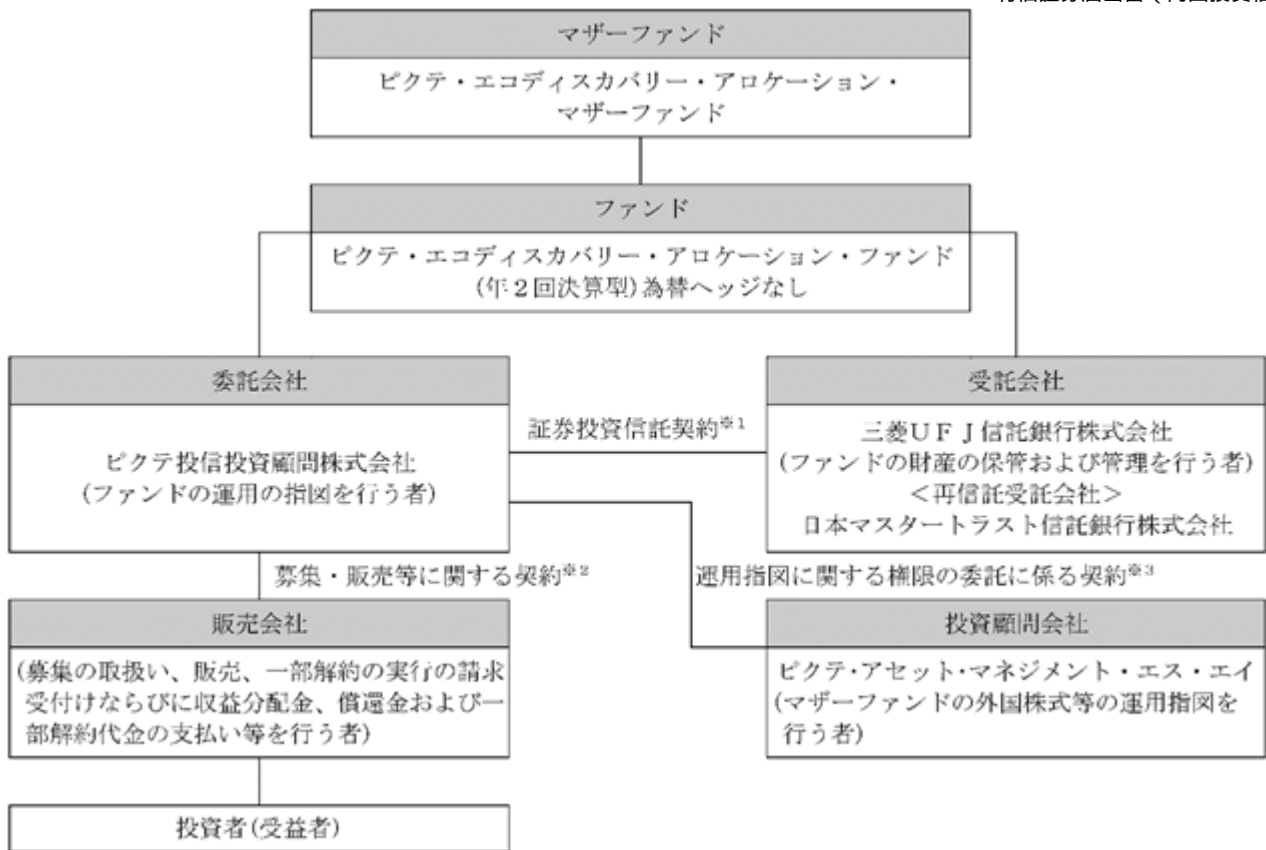 マザーファンド
ピクテ・エコディスカバリー・アロケーション・
マザーファンド
ファンド
ピクテ・エコディスカバリー・アロケーション・ファンド
(年2回決算型)為替ヘッジなし
委託会社
ピクテ投信投資顧問株式会社
(ファンドの運用の指図を行う者)
証券投資信託契約※1
受託会社
三菱UFJ信託銀行株式会社
(ファンドの財産の保管および管理を行う者)
<再信託受託会社>
日本マスタートラスト信託銀行株式会社
募集・販売等に関する契約※2
運用指図に関する権限の委託に係る契約※3
販売会社
(募集の取扱い、販売、一部解約の実行の請求
受付けならびに収益分配金、償還金および一
部解約代金の支払い等を行う者)
投資顧問会社
ピクテ・アセット・マネジメント・エス・エイ
(マザーファンドの外国株式等の運用指図を
行う者)
投資者(受益者)